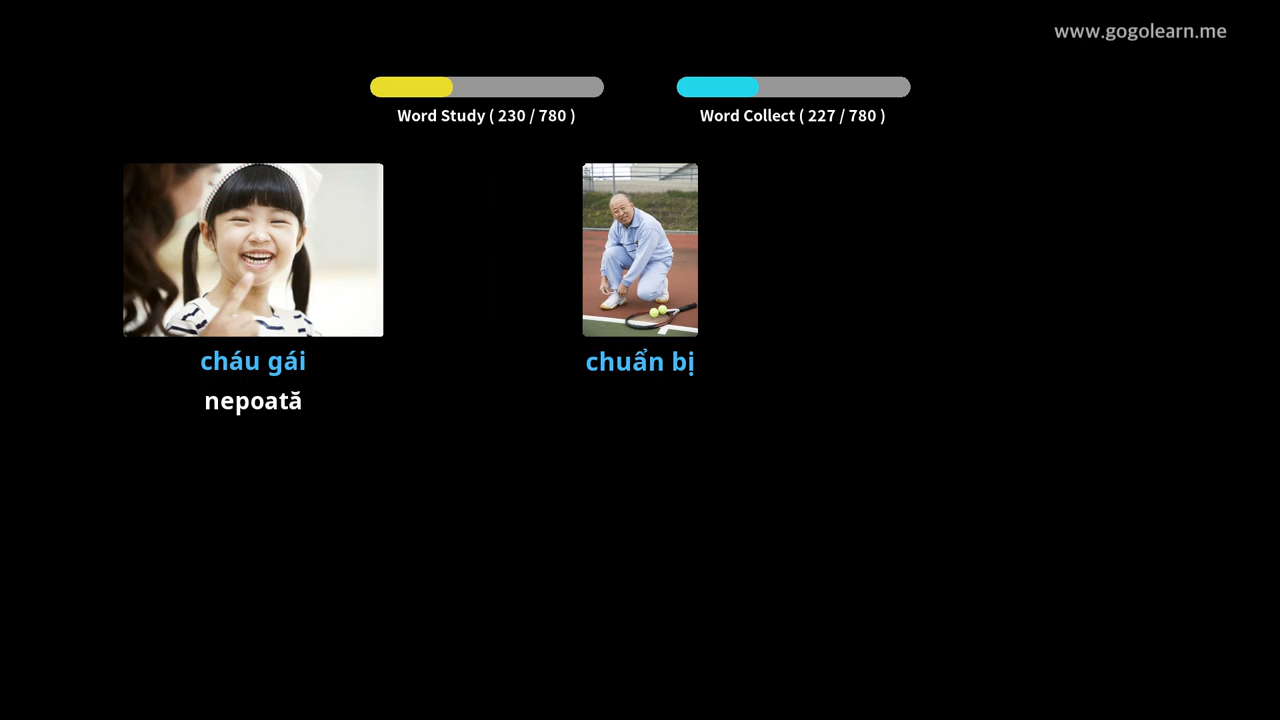 www.gogolearn.me
Word Study ( 230 / 780 )
Word Collect ( 227 / 780 )
cháu gái
chuẩn bị
nepoată